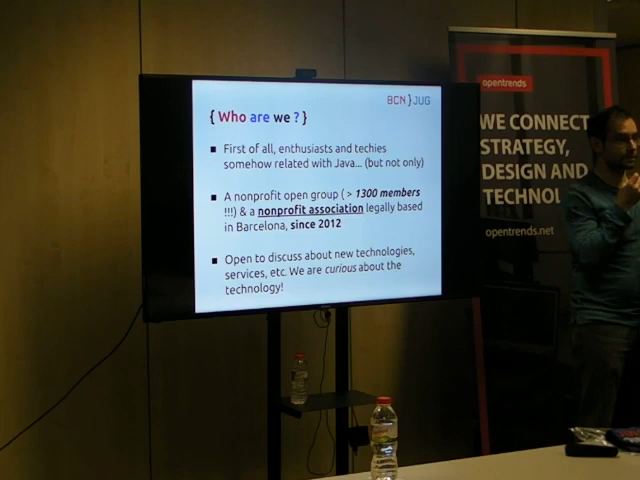 BCN}JUG
{ Who are we ? }
First of all, enthusiasts and techies
somehow related with Java... (but not only)
A nonprofit open group ( > 1300 members
!!!) & a nonprofit association legally based
in Barcelona, since 2012
Open to discuss about new technologies,
services, etc. We are curious about the
technology!
opentrends
WE CONNECT
STRATEGY,
DESIGN AND
TECHNOL
opentrends.net